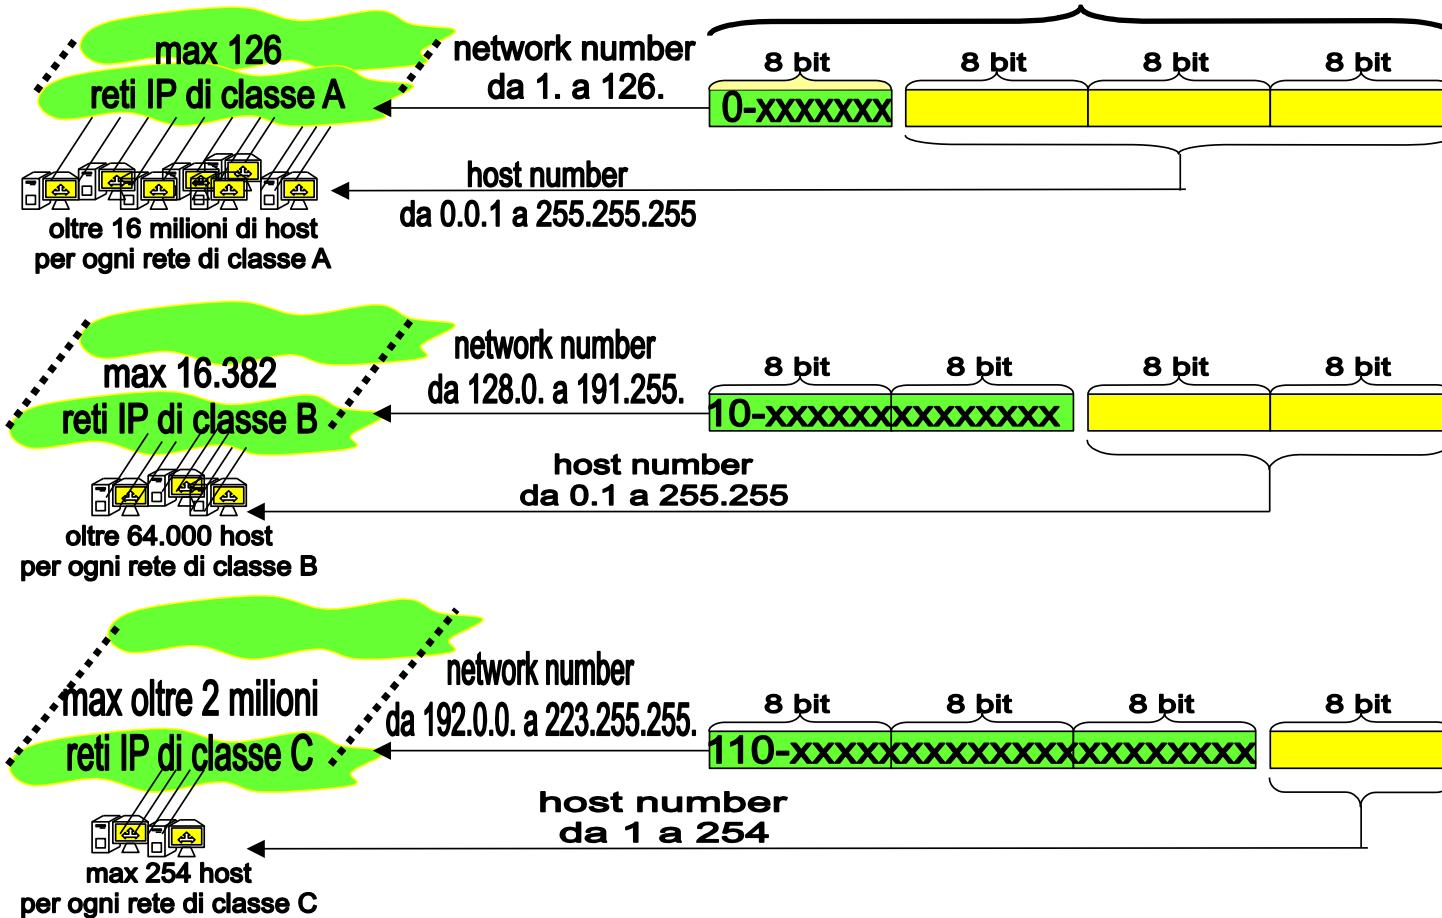 max 126
reti IP di classe A
network number
da 1. a 126.
8 bit
8 bit
8 bit
8 bit
0-xxxxxxx
host number
da 0.0.1 a 255.255.255
oltre 16 milioni di host
per ogni rete di classe A
max 16.382
reti IP di classe B
network number
da 128.0. a 191.255.
8 bit
8 bit
8 bit
8 bit
10-xxxxxxxxxxxxxx
host number
da 0.1 a 255.255
oltre 64.000 host
per ogni rete di classe B
max oltre 2 milioni
reti IP di classe C
network number
da 192.0.0. a 223.255.255.
8 bit
8 bit
8 bit
8 bit
110-xxxxxxxxxxxxxxxxxxxxx
host number
da 1 a 254
max 254 host
per ogni rete di classe C